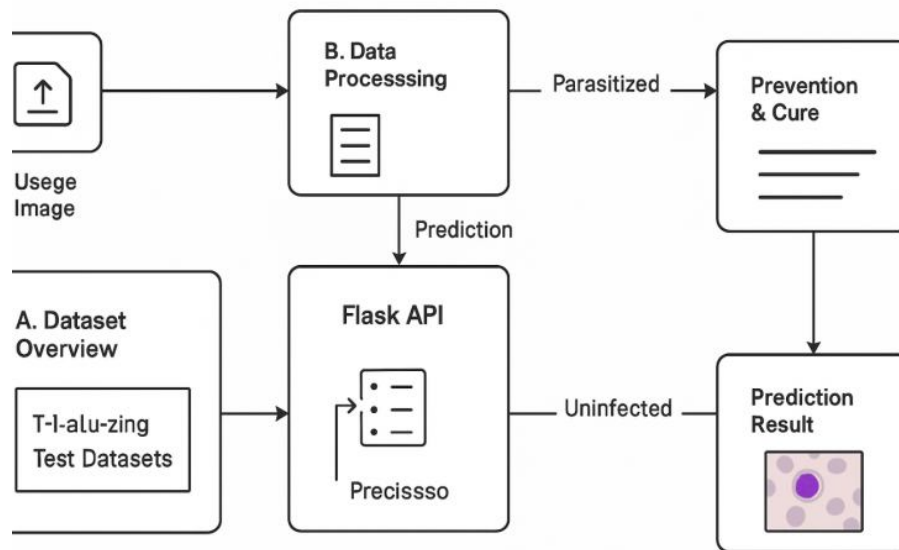 Usege
Image
B. Data
Processsing
Parasitized
Prevention
& Cure
Prediction
A. Dataset
Overview
T-l-alu-zing
Test Datasets
Flask API
Precissso
Uninfected
Prediction
Result